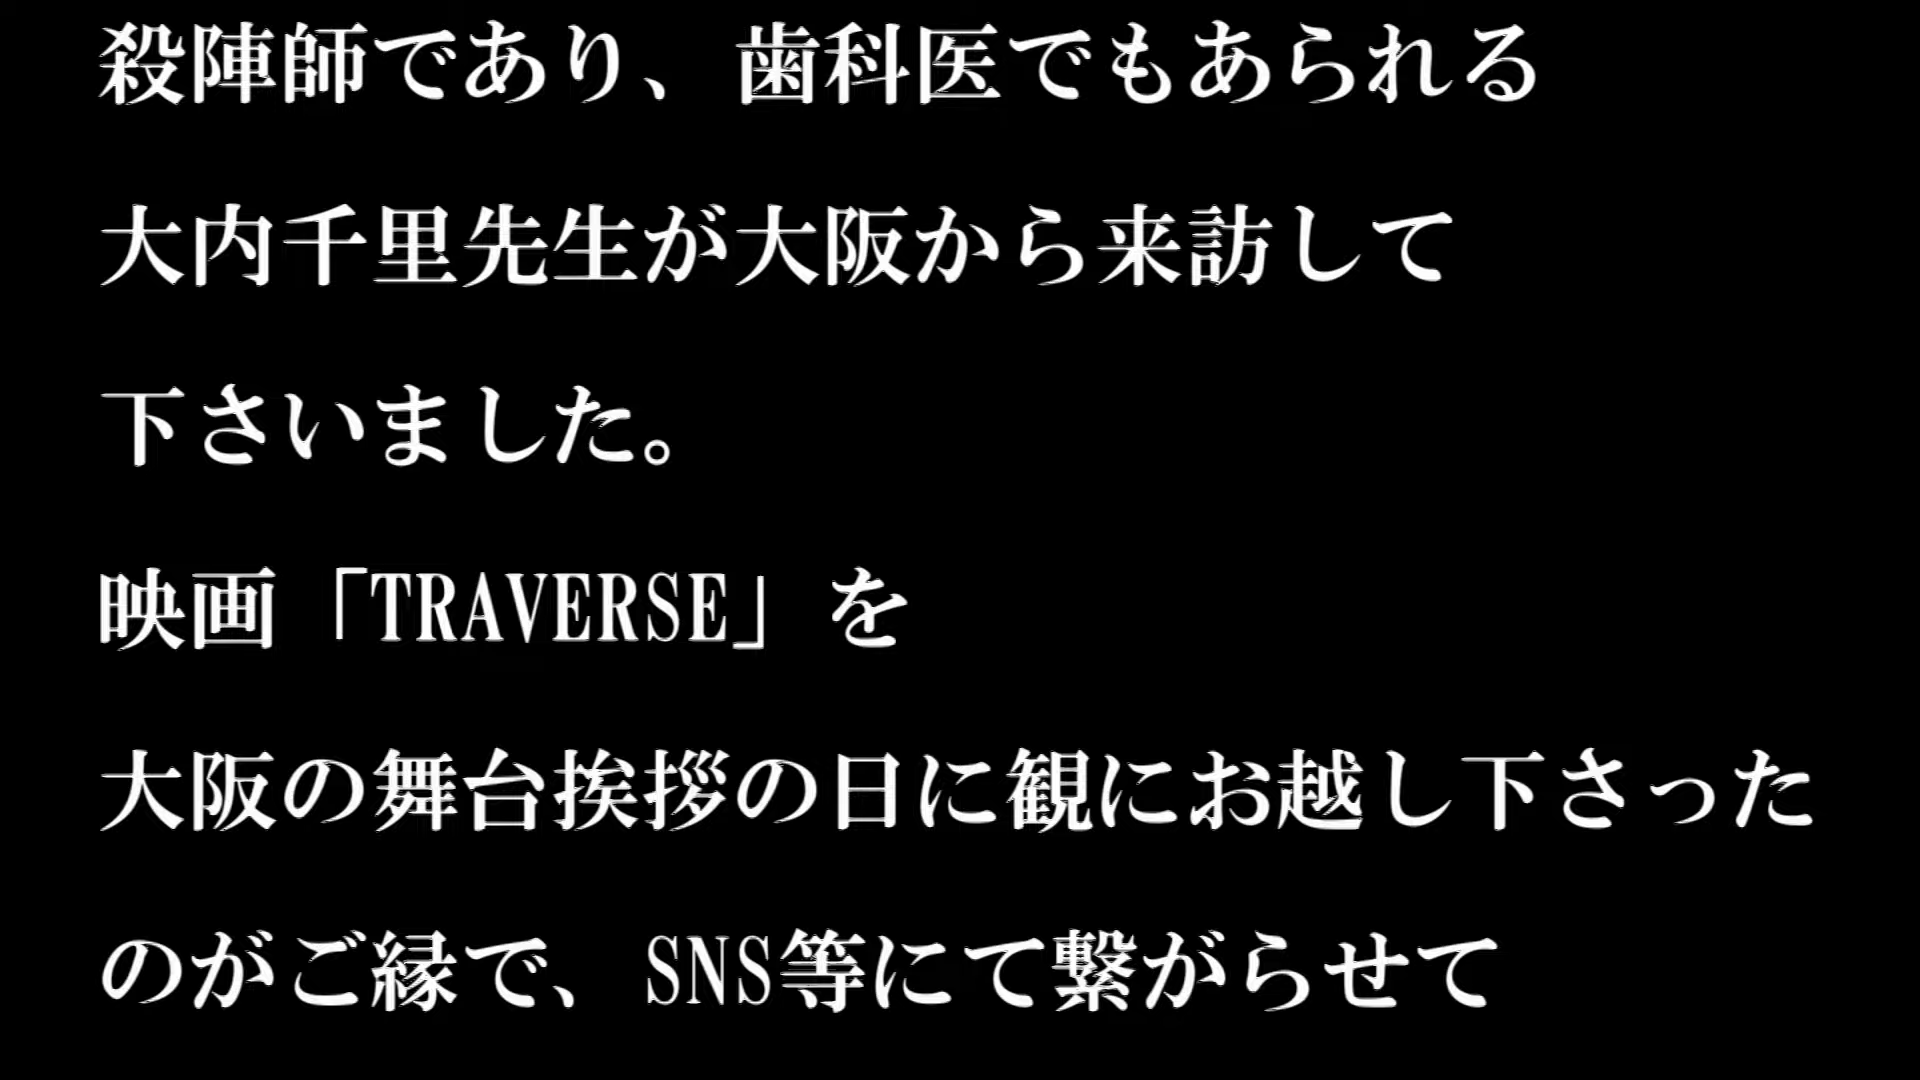 殺陣師であり、歯科医でもあられる
大内千里先生が大阪から来訪して
下さいました。
映画「TRAVERSE」を
大阪の舞台挨拶の日に観にお越し下さった
のがご縁で、SNS等にて繋がらせて